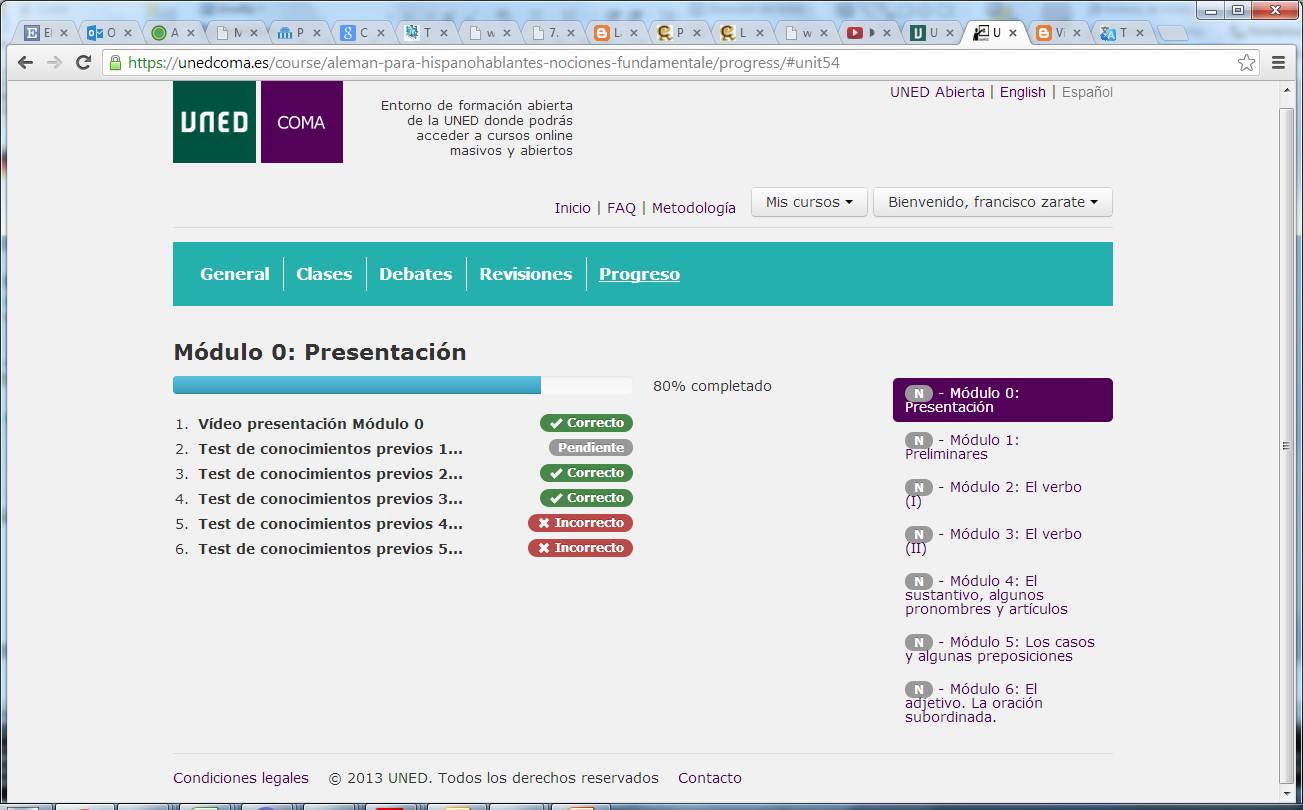 E
O
A
M
P
C
T
w
7.
L
P
L
w
U
U
V
T
https://unedcoma.es/course/aleman-para-hispanohablantes-nociones-fundamentale/progress/#unit54
UNED Abierta | English | Español
UNED
COMA
Entorno de formación abierta
de la UNED donde podrás
acceder a cursos online
masivos y abiertos
Inicio | FAQ | Metodología
Mis cursos
Bienvenido, francisco zarate
General
Clases
Debates
Revisiones
Progreso
Módulo 0: Presentación
80% completado
1. Vídeo presentación Módulo 0 Correcto
2. Test de conocimientos previos 1... Pendiente
3. Test de conocimientos previos 2... Correcto
4. Test de conocimientos previos 3... Correcto
5. Test de conocimientos previos 4... Incorrecto
6. Test de conocimientos previos 5... Incorrecto
N - Módulo 0:
Presentación
N - Módulo 1:
Preliminares
N - Módulo 2: El verbo
(I)
N - Módulo 3: El verbo
(II)
N - Módulo 4: El
sustantivo, algunos
pronombres y artículos
N - Módulo 5: Los casos
y algunas preposiciones
N - Módulo 6: El
adjetivo. La oración
subordinada.
Condiciones legales © 2013 UNED. Todos los derechos reservados Contacto